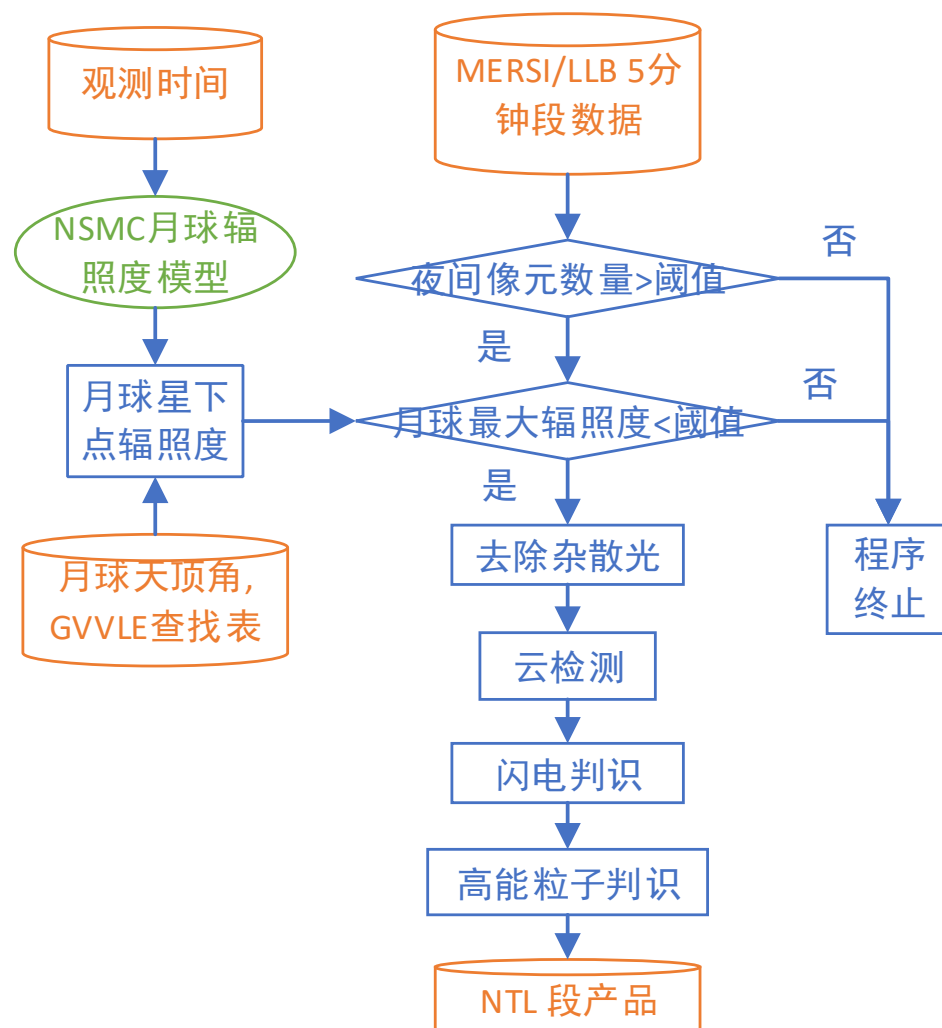 观测时间
MERSI/LLB 5分
钟段数据
NSMC月球辐
照度模型
夜间像元数量>阈值
否
是
月球星下
点辐照度
月球最大辐照度<阈值
否
是
月球天顶角,
GVVLE查找表
去除杂散光
程序
终止
云检测
闪电判识
高能粒子判识
NTL 段产品